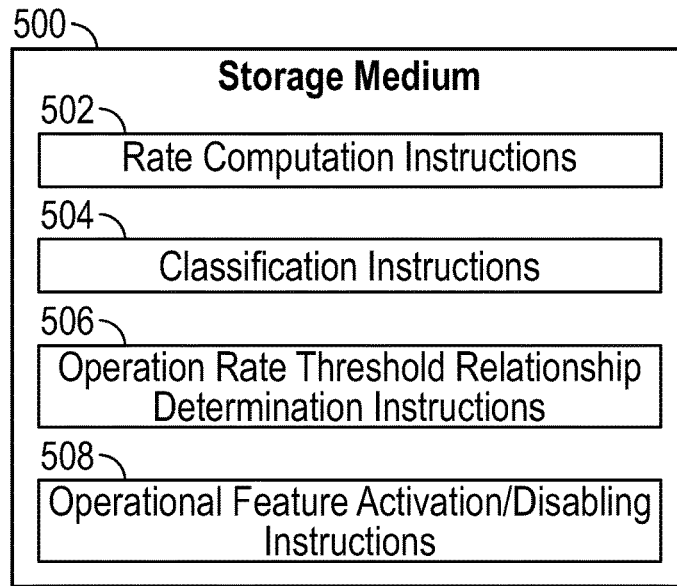 500
Storage Medium
502
Rate Computation Instructions
504
Classification Instructions
506
Operation Rate Threshold Relationship
Determination Instructions
508
Operational Feature Activation/Disabling
Instructions